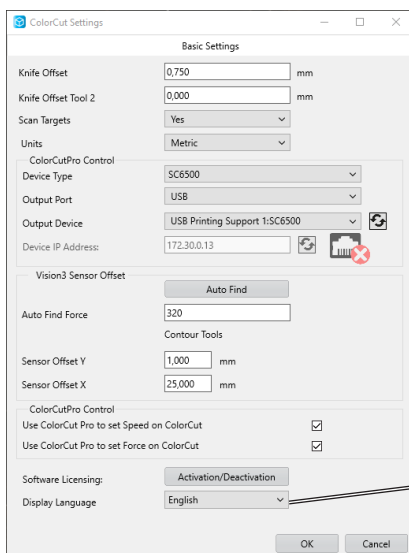 ColorCut Settings
Basic Settings
Knife Offset 0,750 mm
Knife Offset Tool 2 0,000 mm
Scan Targets Yes
Units Metric
ColorCutPro Control
Device Type SC6500
Output Port USB
Output Device USB Printing Support 1:SC6500
Device IP Address: 172.30.0.13
Vision3 Sensor Offset
Auto Find
Auto Find Force 320
Contour Tools
Sensor Offset Y 1,000 mm
Sensor Offset X 25,000 mm
ColorCutPro Control
Use ColorCut Pro to set Speed on ColorCut
Use ColorCut Pro to set Force on ColorCut
Software Licensing: Activation/Deactivation
Display Language English
OK Cancel